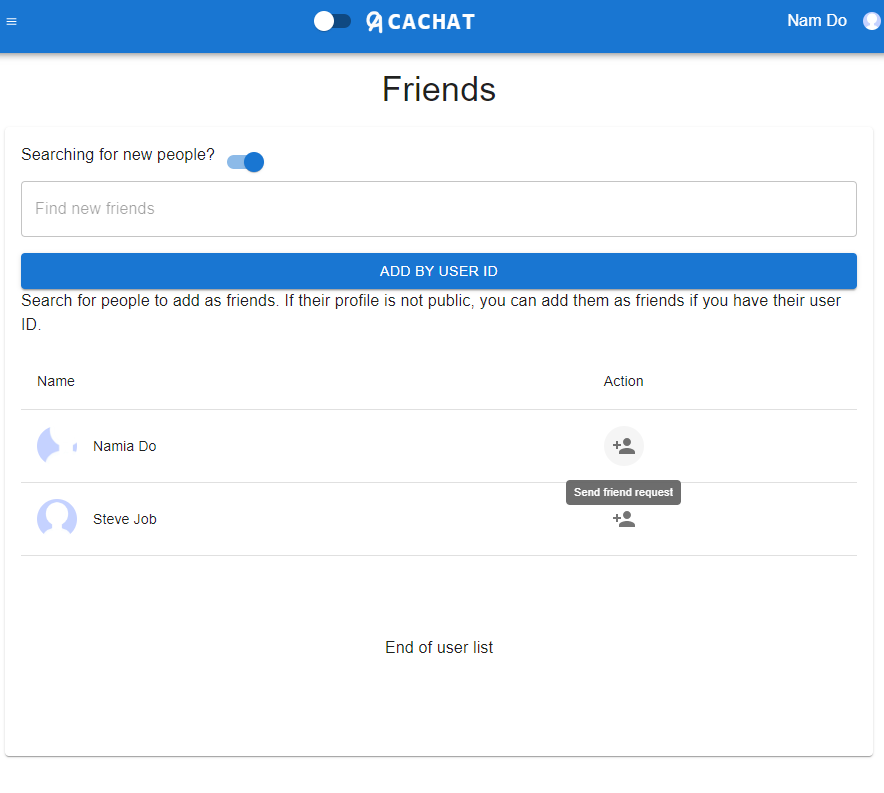 CACHAT
Nam Do
Friends
Searching for new people?
Find new friends
ADD BY USER ID
Search for people to add as friends. If their profile is not public, you can add them as friends if you have their user
ID.
Name Action
Namia Do
Send friend request
Steve Job
End of user list